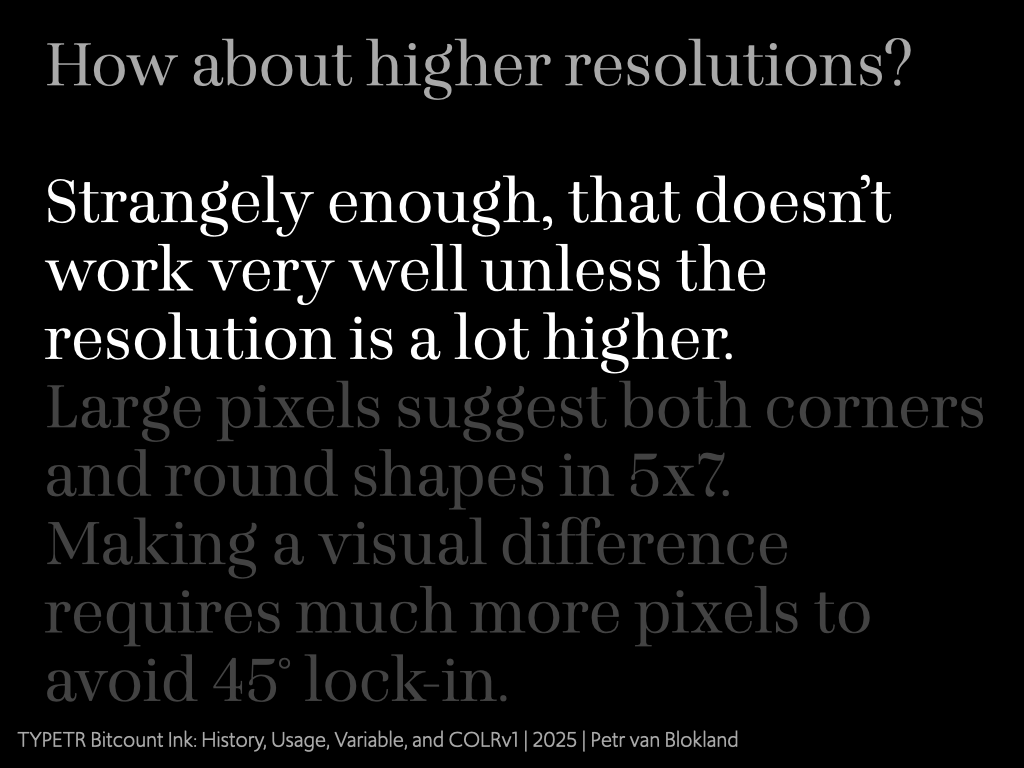 How about higher resolutions?
Strangely enough, that doesn’t
work very well unless the
resolution is a lot higher.
Large pixels suggest both corners
and round shapes in 5x7.
Making a visual difference
requires much more pixels to
avoid 45° lock-in.
TYPETR Bitcount Ink: History, Usage, Variable, and COLRv1 | 2025 | Petr van Blokland